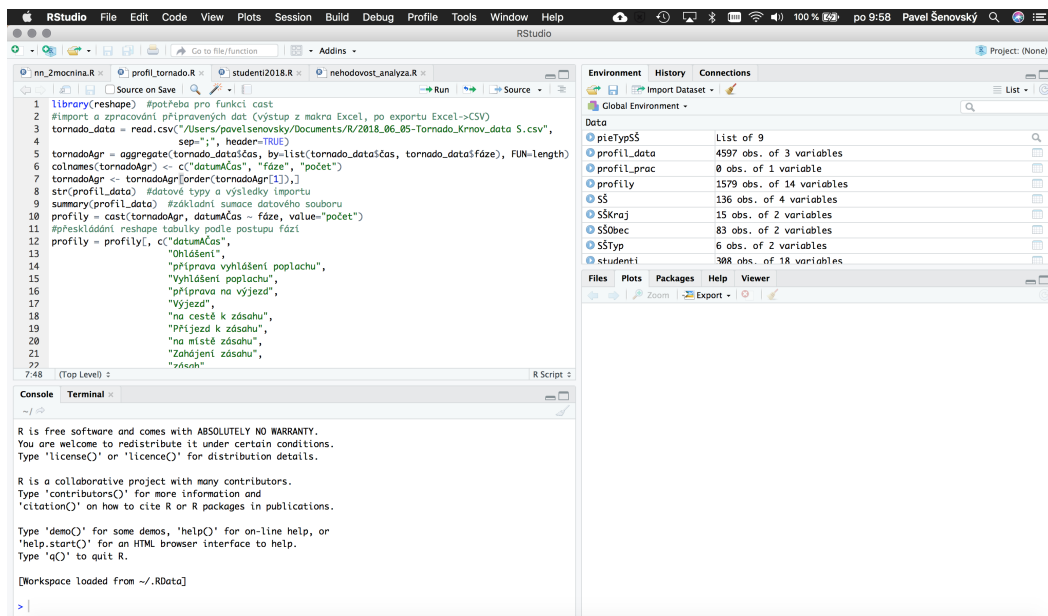 RStudio File Edit Code View Plots Session Build Debug Profile Tools Window Help 100 % po 9:58 Pavel Šenovský
RStudio
Go to file/function Addins Project: (None)
nn_2mocnina.R profil_tornado.R studenti2018.R nehodovost_analyza.R
Source on Save Run Source
1 library(reshape) #potřeba pro funkci cast
2 #import a zpracování připravených dat (výstup z makra Excel, po exportu Excel->CSV)
3 tornado_data = read.csv("/Users/pavelsenovsky/Documents/R/2018_06_05-Tornado_Krnov_data S.csv",
4 sep=";", header=TRUE)
5 tornadoAgr = aggregate(tornado_data$čas, by=list(tornado_data$čas, tornado_data$fáze), FUN=length)
6 colnames(tornadoAgr) <- c("datumAČas", "fáze", "počet")
7 tornadoAgr <- tornadoAgr[order(tornadoAgr[1]),]
8 str(profil_data) #datové typy a výsledky importu
9 summary(profil_data) #základní sumace datového souboru
10 profily = cast(tornadoAgr, datumAČas ~ fáze, value="počet")
11 #přeskládání reshape tabulky podle postupu fází
12 profily = profily[, c("datumAČas",
13 "Ohlášení",
14 "příprava vyhlášení poplachu",
15 "Vyhlášení poplachu",
16 "příprava na výjezd",
17 "Výjezd",
18 "na cestě k zásahu",
19 "Příjezd k zásahu",
20 "na místě zásahu",
21 "Zahájení zásahu",
22 "zásah"
7:48 (Top Level) R Script
Console Terminal
~/
R is free software and comes with ABSOLUTELY NO WARRANTY.
You are welcome to redistribute it under certain conditions.
Type 'license()' or 'licence()' for distribution details.
R is a collaborative project with many contributors.
Type 'contributors()' for more information and
'citation()' on how to cite R or R packages in publications.
Type 'demo()' for some demos, 'help()' for on-line help, or
'help.start()' for an HTML browser interface to help.
Type 'q()' to quit R.
[Workspace loaded from ~/.RData]
>
Environment History Connections
Import Dataset List
Global Environment
Data
pieTypSŠ List of 9
profil_data 4597 obs. of 3 variables
profil_prac 0 obs. of 1 variable
profily 1579 obs. of 14 variables
SŠ 136 obs. of 4 variables
SŠKraj 15 obs. of 2 variables
SŠObec 83 obs. of 2 variables
SŠTyp 6 obs. of 2 variables
studenti 308 obs. of 18 variables
Files Plots Packages Help Viewer
Zoom Export